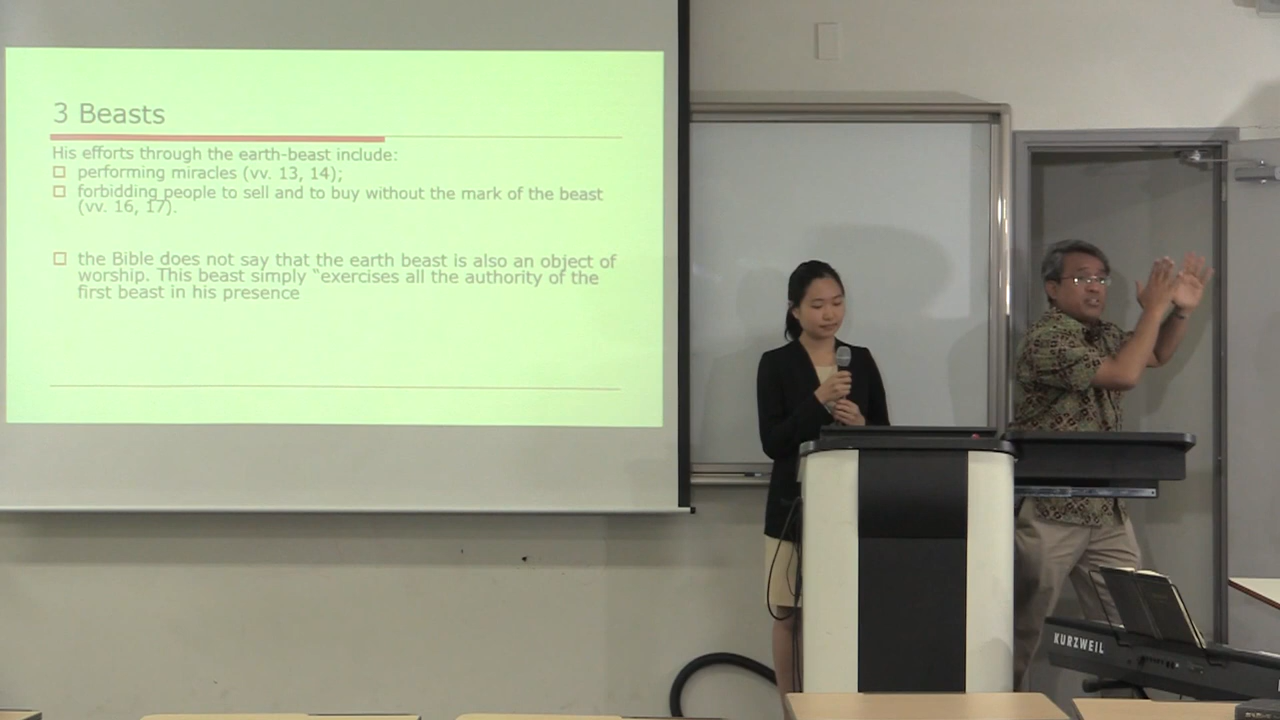 3 Beasts
His efforts through the earth-beast include:
performing miracles (vv. 13, 14);
forbidding people to sell and to buy without the mark of the beast
(vv. 16, 17).
the Bible does not say that the earth beast is also an object of
worship. This beast simply “exercises all the authority of the
first beast in his presence
KURZWEIL